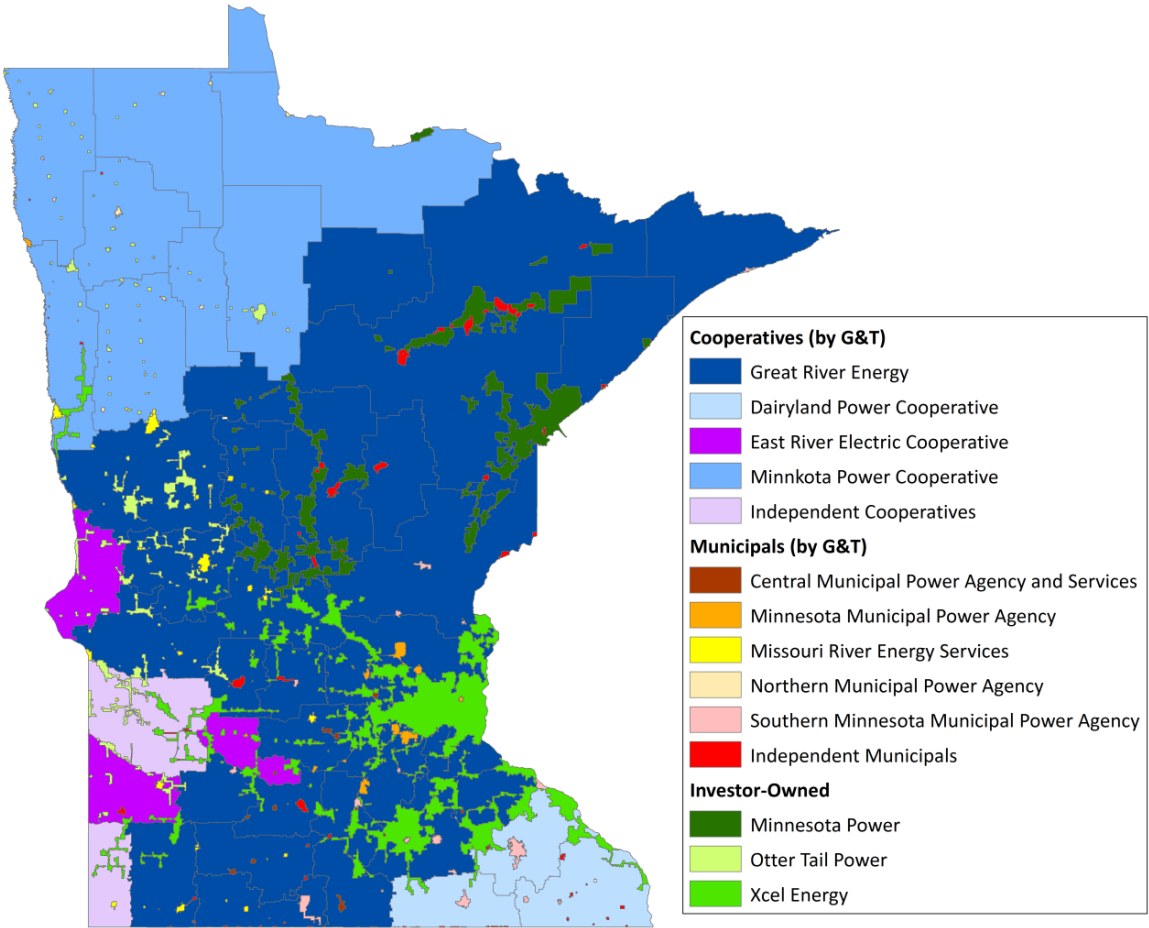 Cooperatives (by G&T)
Great River Energy
Dairyland Power Cooperative
East River Electric Cooperative
Minnkota Power Cooperative
Independent Cooperatives
Municipals (by G&T)
Central Municipal Power Agency and Services
Minnesota Municipal Power Agency
Missouri River Energy Services
Northern Municipal Power Agency
Southern Minnesota Municipal Power Agency
Independent Municipals
Investor-Owned
Minnesota Power
Otter Tail Power
Xcel Energy